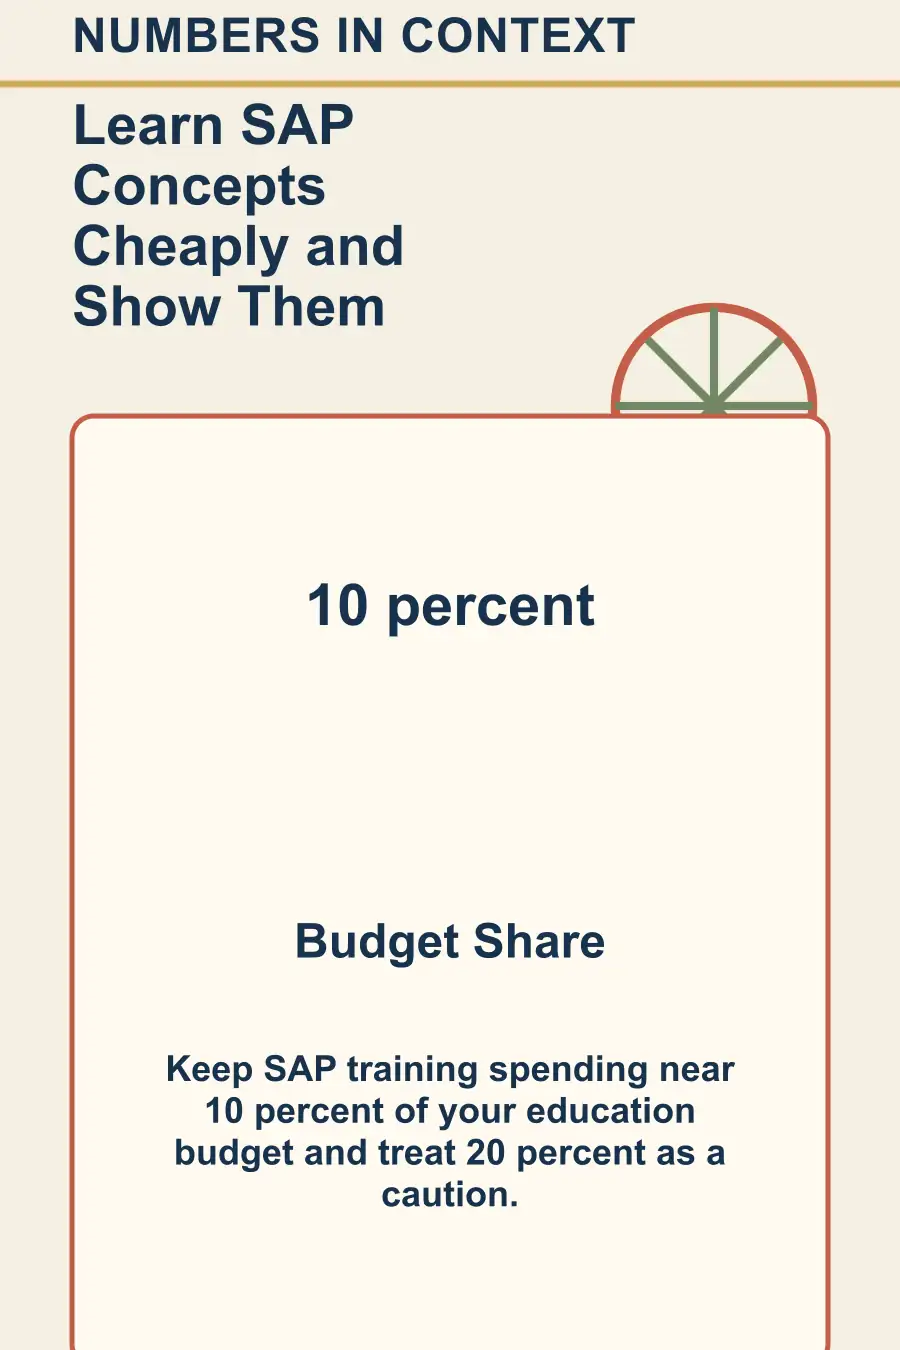 NUMBERS IN CONTEXT
Learn SAP
Concepts
Cheaply and
Show Them
10 percent
Budget Share
Keep SAP training spending near
10 percent of your education
budget and treat 20 percent as a
caution.